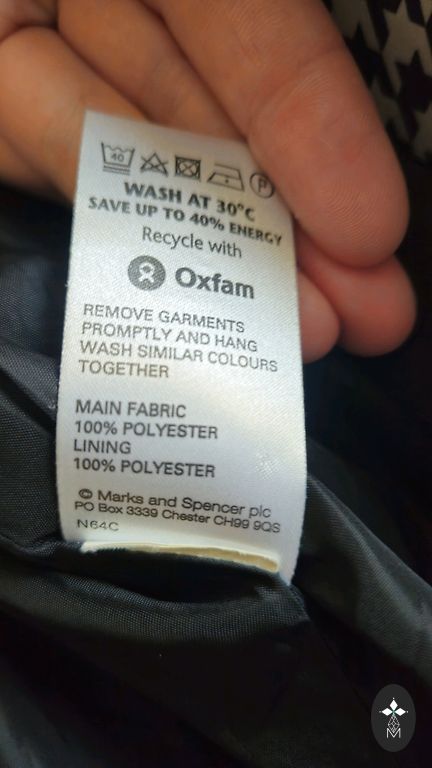 40
P
WASH AT 30°C
SAVE UP TO 40% ENERGY
Recycle with
Oxfam
REMOVE GARMENTS
PROMPTLY AND HANG
WASH SIMILAR COLOURS
TOGETHER
MAIN FABRIC
100% POLYESTER
LINING
100% POLYESTER
© Marks and Spencer plc
PO Box 3339 Chester CH99 9QS
N64C
M